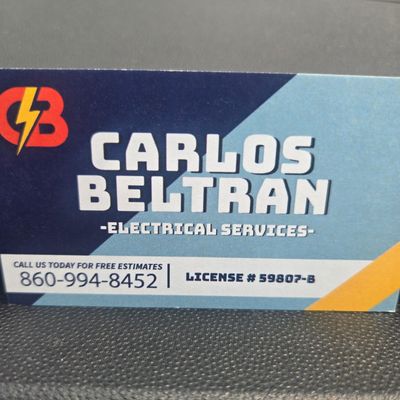 CB
CARLOS
BELTRAN
-ELECTRICAL SERVICES-
CALL US TODAY FOR FREE ESTIMATES
860-994-8452
LICENSE # 59807-B